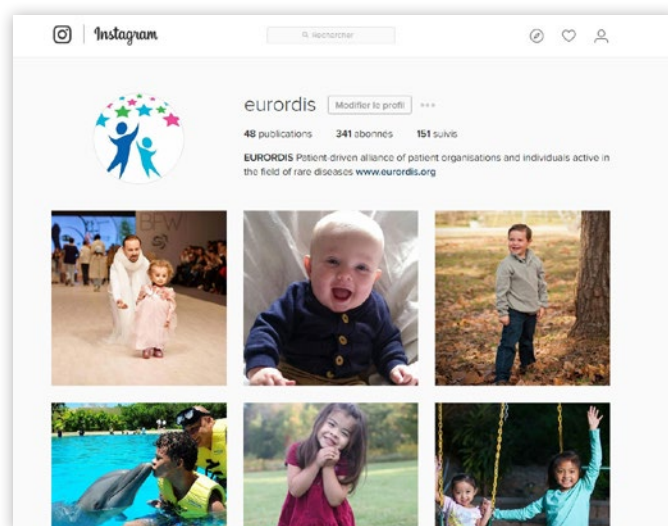 Instagram
Rechercher
eurordis Modifier le profil
48 publications 341 abonnés 151 suivis
EURORDIS Patient-driven alliance of patient organisations and individuals active in
the field of rare diseases www.eurordis.org
BFW